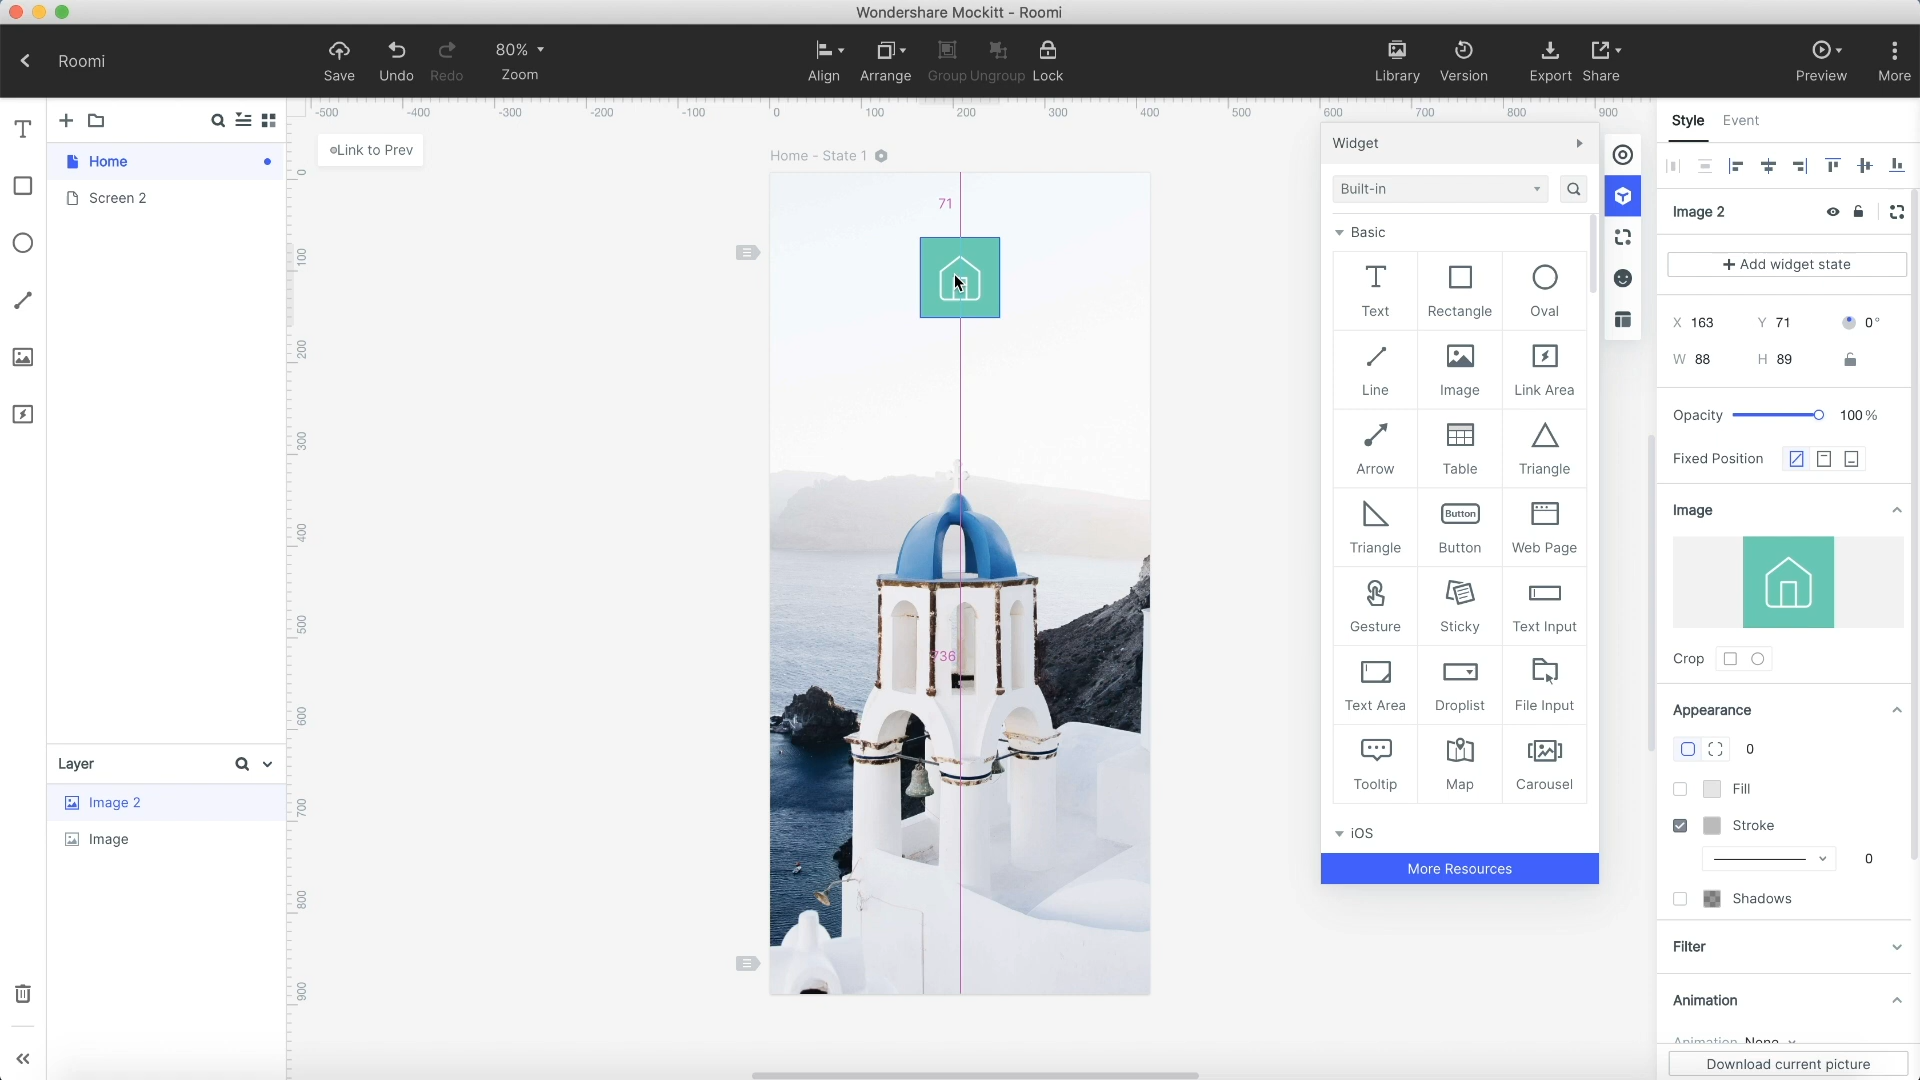 Wondershare Mockitt - Roomi
Roomi
Save
Undo
Redo
80%
Zoom
Align
Arrange
Group
Ungroup
Lock
Library
Version
Export
Share
Preview
More
Home
Screen 2
Layer
Image 2
Image
-500 -400 -300 -200 -100 0 100 200 300 400 500 600 700 800 900
0
100
200
300
400
500
600
700
800
900
Link to Prev
Home - State 1
71
736
Widget
Built-in
Basic
Text
Rectangle
Oval
Line
Image
Link Area
Arrow
Table
Triangle
Triangle
Button
Button
Web Page
Gesture
Sticky
Text Input
Text Area
Droplist
File Input
Tooltip
Map
Carousel
iOS
More Resources
Style
Event
Image 2
+ Add widget state
X 163 Y 71 0°
W 88 H 89
Opacity 100 %
Fixed Position
Image
Crop
Appearance
0
Fill
Stroke
0
Shadows
Filter
Animation
Animation None
Download current picture